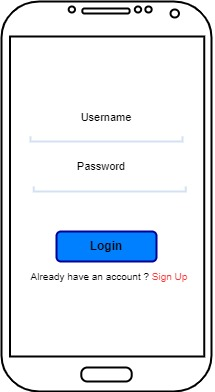 Username
Password
Login
Already have an account ? Sign Up